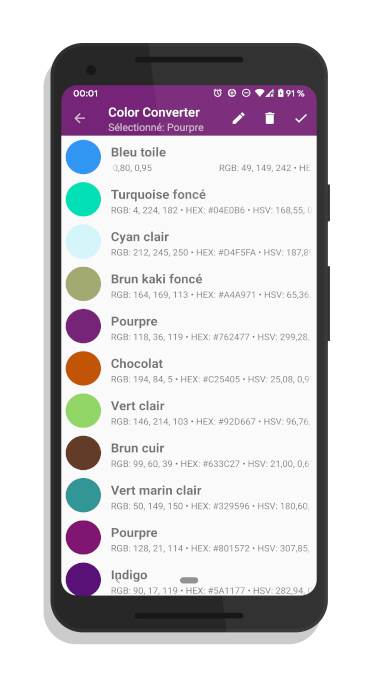 00:01 91 %
Color Converter
Sélectionné: Pourpre
Bleu toile
0,80, 0,95 RGB: 49, 149, 242 • HE
Turquoise foncé
RGB: 4, 224, 182 • HEX: #04E0B6 • HSV: 168,55,
Cyan clair
RGB: 212, 245, 250 • HEX: #D4F5FA • HSV: 187,8
Brun kaki foncé
RGB: 164, 169, 113 • HEX: #A4A971 • HSV: 65,36,
Pourpre
RGB: 118, 36, 119 • HEX: #762477 • HSV: 299,28,
Chocolat
RGB: 194, 84, 5 • HEX: #C25405 • HSV: 25,08, 0,9
Vert clair
RGB: 146, 214, 103 • HEX: #92D667 • HSV: 96,76,
Brun cuir
RGB: 99, 60, 39 • HEX: #633C27 • HSV: 21,00, 0,6
Vert marin clair
RGB: 50, 149, 150 • HEX: #329596 • HSV: 180,60,
Pourpre
RGB: 128, 21, 114 • HEX: #801572 • HSV: 307,85,
Indigo
RGB: 90, 17, 119 • HEX: #5A1177 • HSV: 282,94,